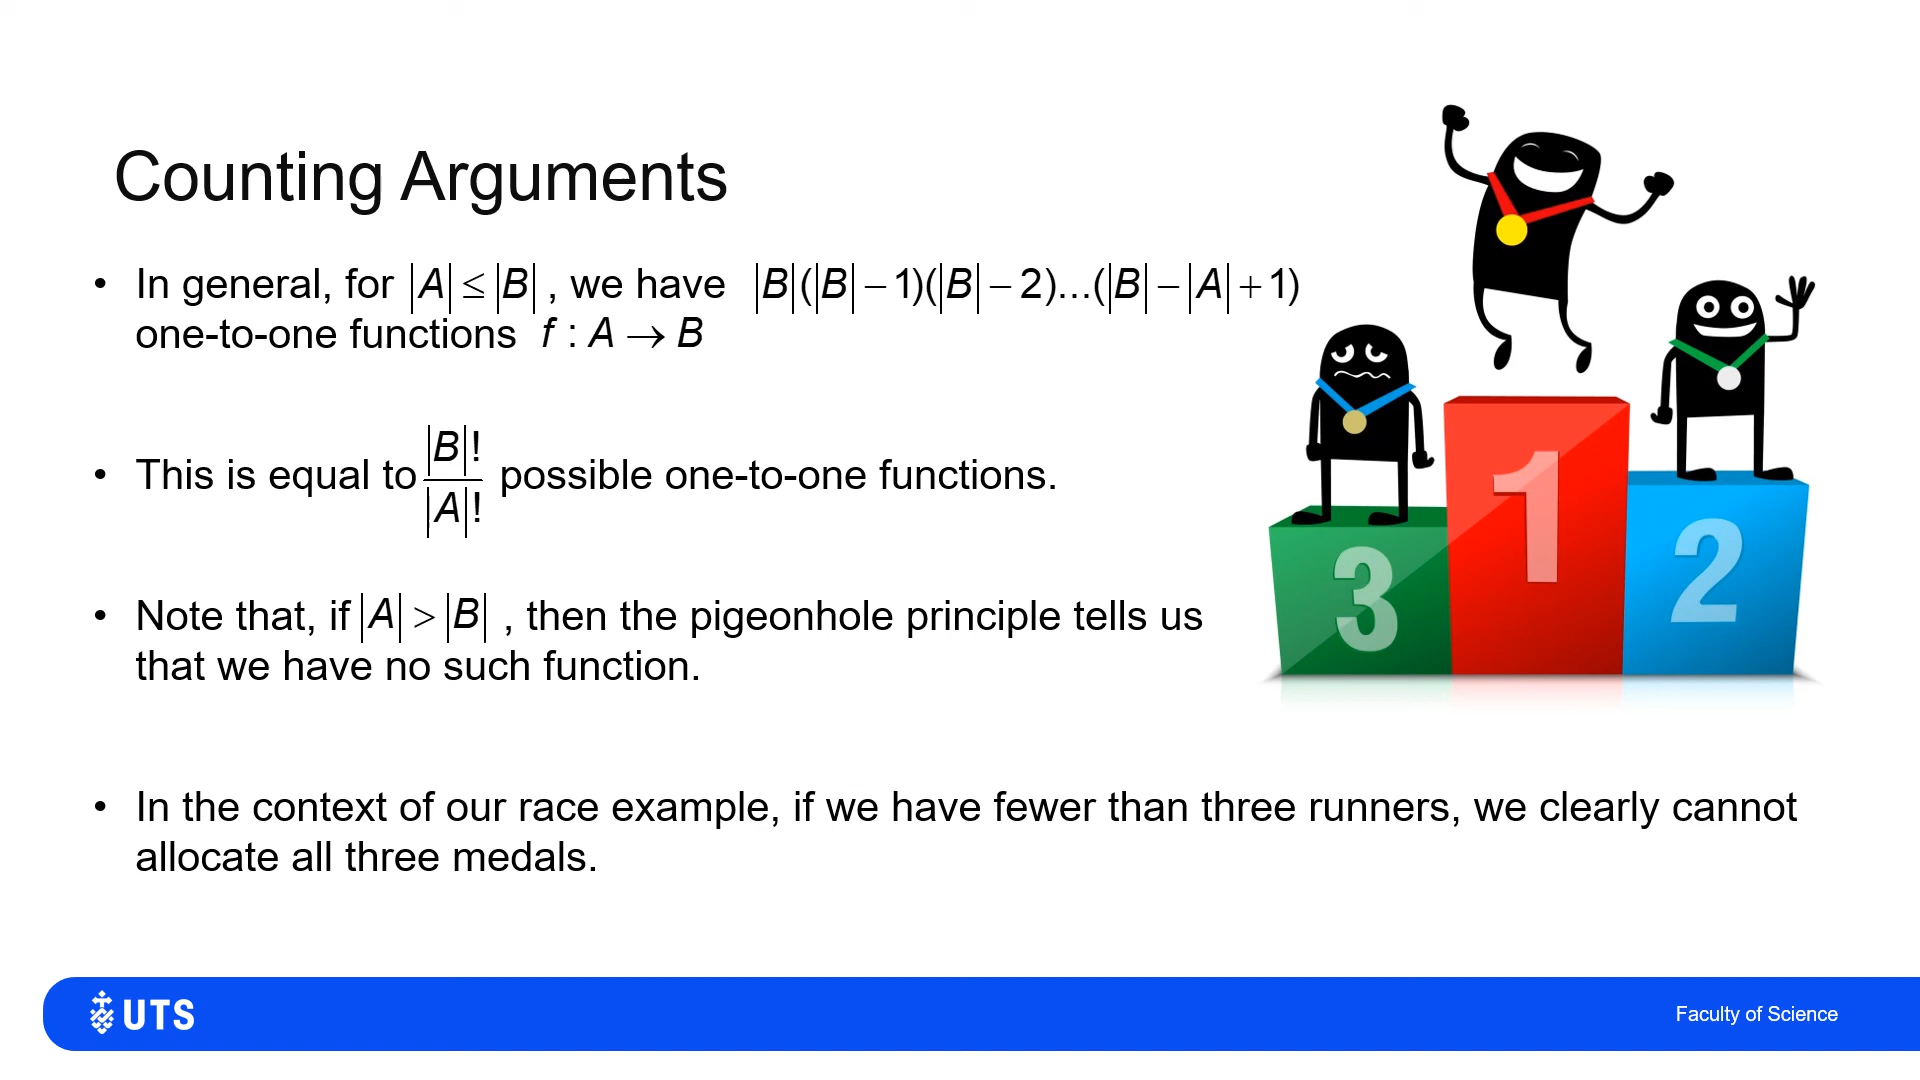 Counting Arguments
• In general, for |A| ≤ |B| , we have |B|(|B| − 1)(|B| − 2)...(|B| − |A| + 1)
one-to-one functions f : A → B
• This is equal to |B|! / |A|! possible one-to-one functions.
• Note that, if |A| > |B| , then the pigeonhole principle tells us
that we have no such function.
• In the context of our race example, if we have fewer than three runners, we clearly cannot
allocate all three medals.
1
2
3
UTS
Faculty of Science